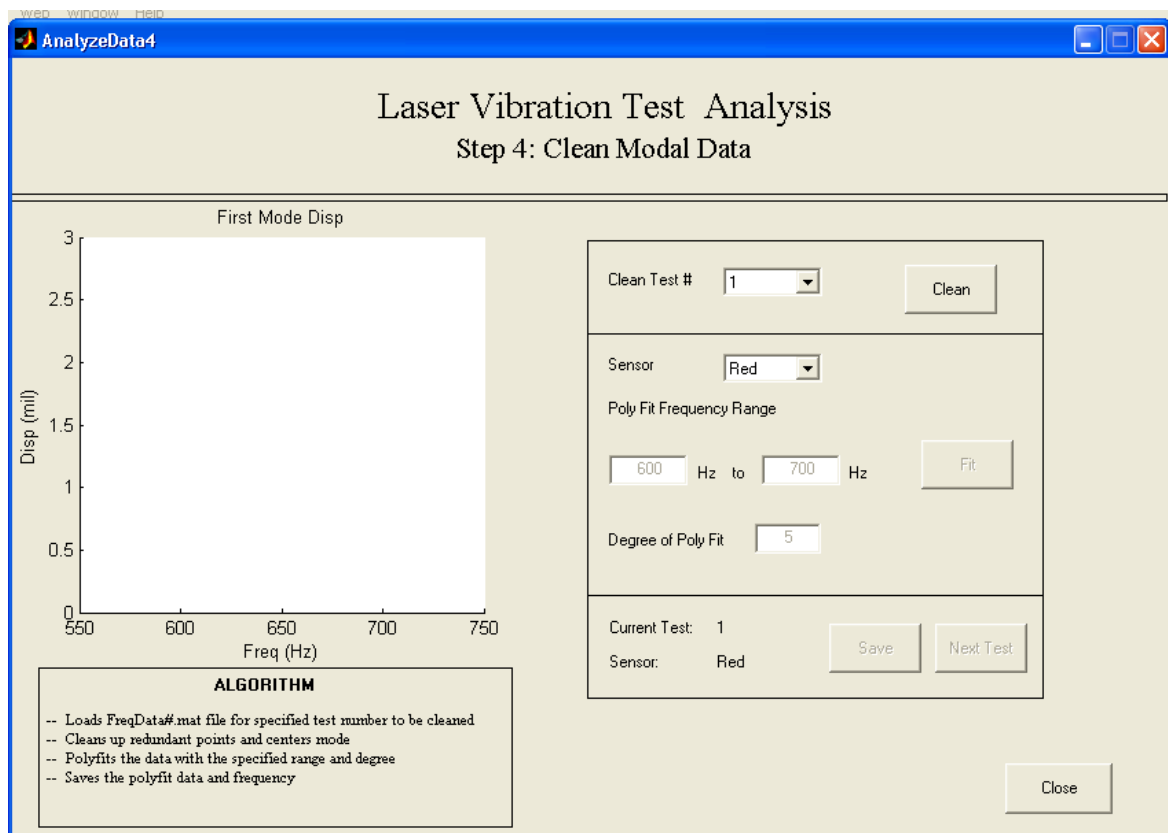 Web Window Help
AnalyzeData4
Laser Vibration Test Analysis
Step 4: Clean Modal Data
First Mode Disp
3
2.5
2
1.5
1
0.5
0
Disp (mil)
550 600 650 700 750
Freq (Hz)
ALGORITHM
-- Loads FreqData#.mat file for specified test number to be cleaned
-- Cleans up redundant points and centers mode
-- Polyfits the data with the specified range and degree
-- Saves the polyfit data and frequency
Clean Test # 1 Clean
Sensor Red
Poly Fit Frequency Range
600 Hz to 700 Hz Fit
Degree of Poly Fit 5
Current Test: 1
Sensor: Red
Save Next Test
Close